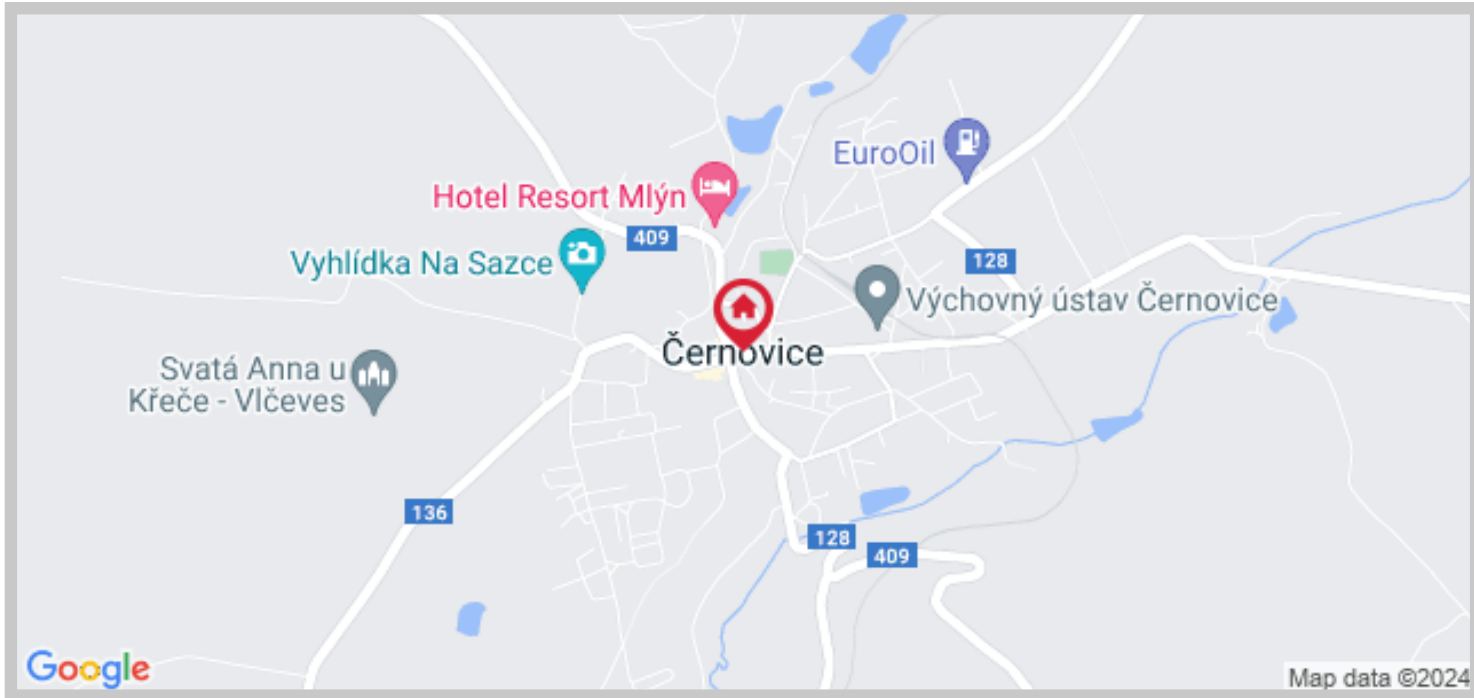 EuroOil
Hotel Resort Mlýn
409
Vyhlídka Na Sazce
128
Výchovný ústav Černovice
Černovice
Svatá Anna u
Křeče - Vlčeves
136
128
409
Google
Map data ©2024